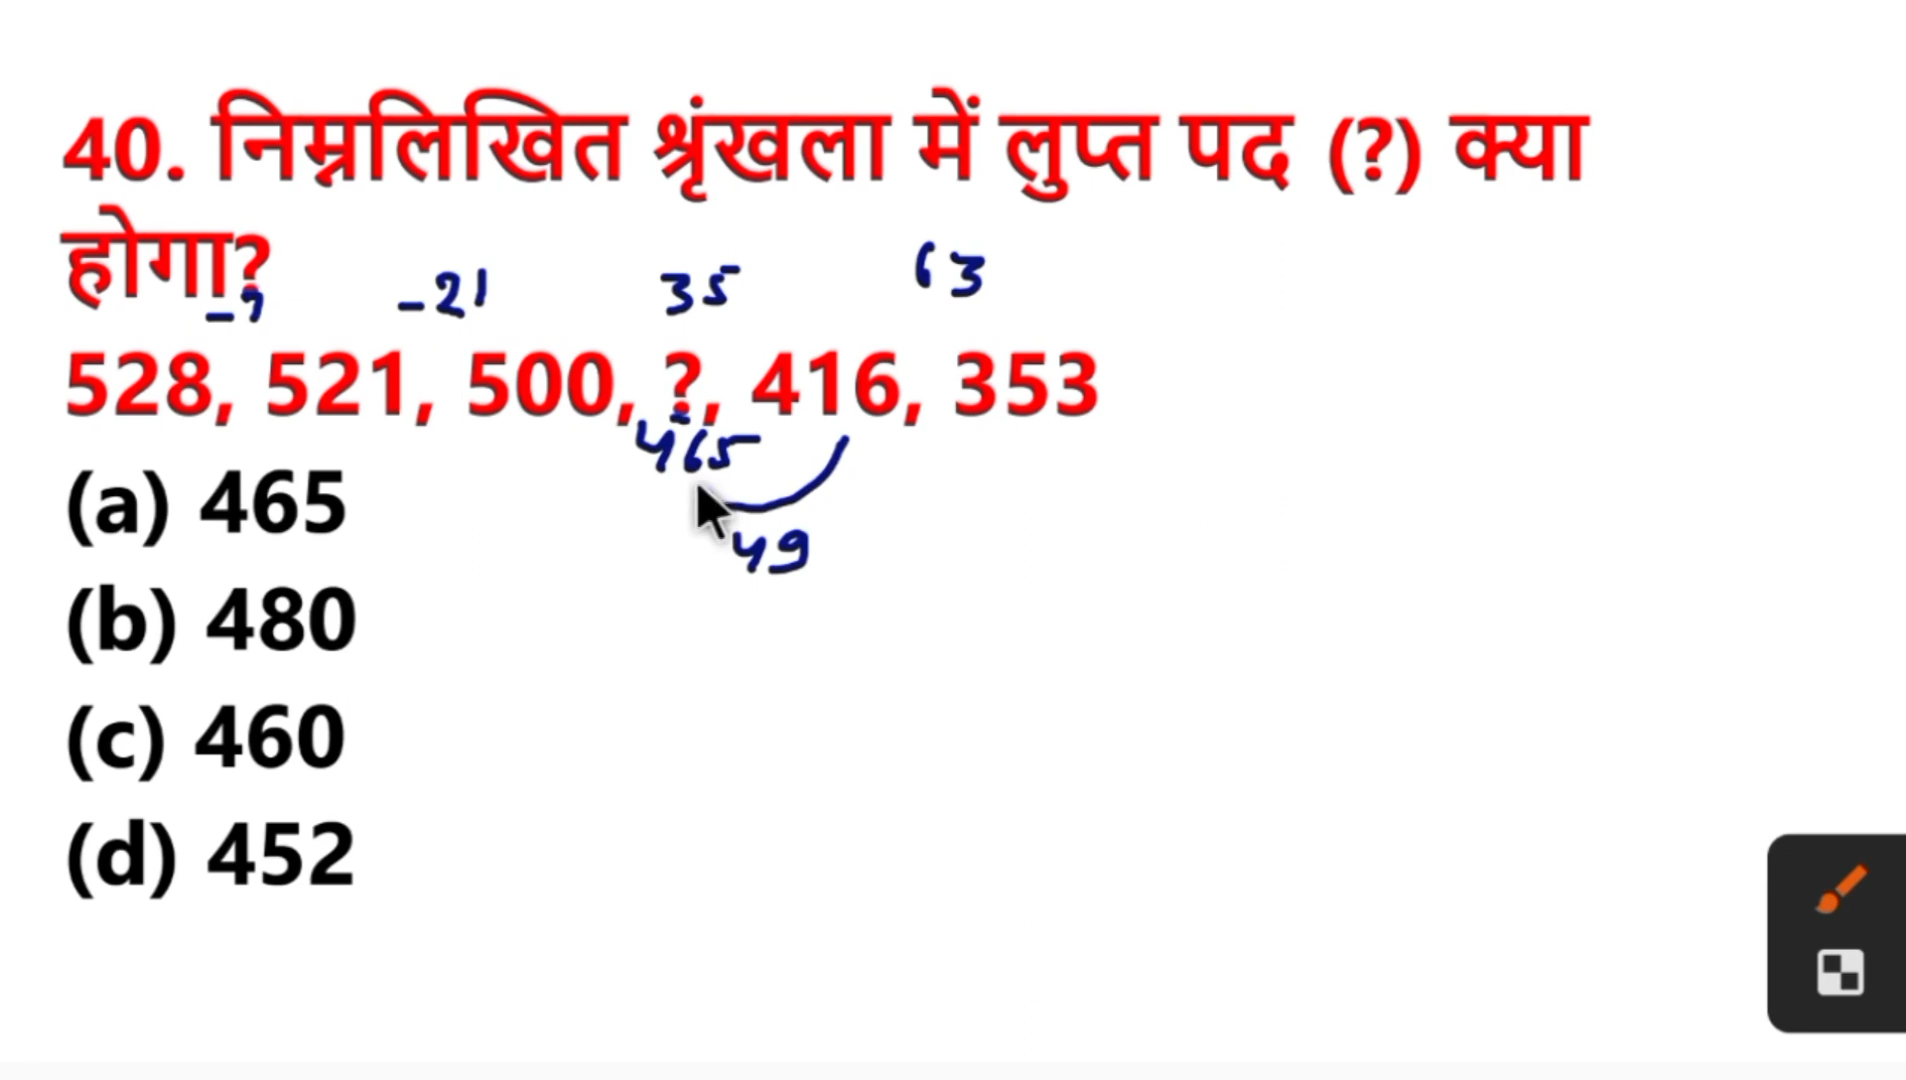 40. निम्नलिखित श्रृंखला में लुप्त पद (?) क्या
होगा?
-7 -21 35 63
528, 521, 500, ?, 416, 353
465
49
(a) 465
(b) 480
(c) 460
(d) 452